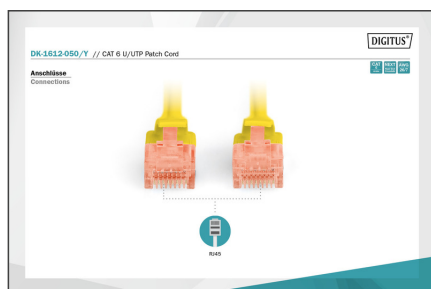 DIGITUS®
DK-1612-050/Y // CAT 6 U/UTP Patch Cord
Anschlüsse
Connections
RJ45